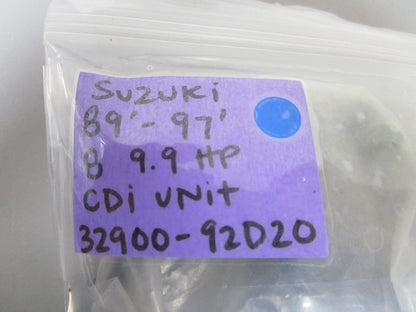 Suzuki
89'-97'
8 9.9 HP
CDi UNit
32900-92D20